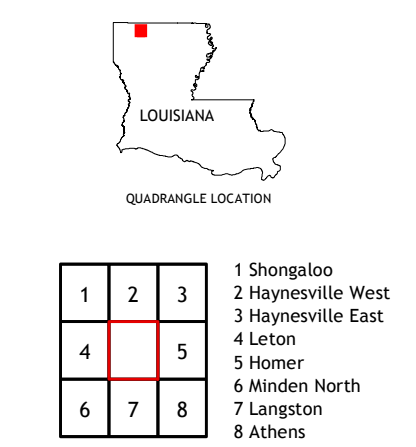 LOUISIANA
QUADRANGLE LOCATION
1 2 3
4 5
6 7 8
1 Shongaloo
2 Haynesville West
3 Haynesville East
4 Leton
5 Homer
6 Minden North
7 Langston
8 Athens